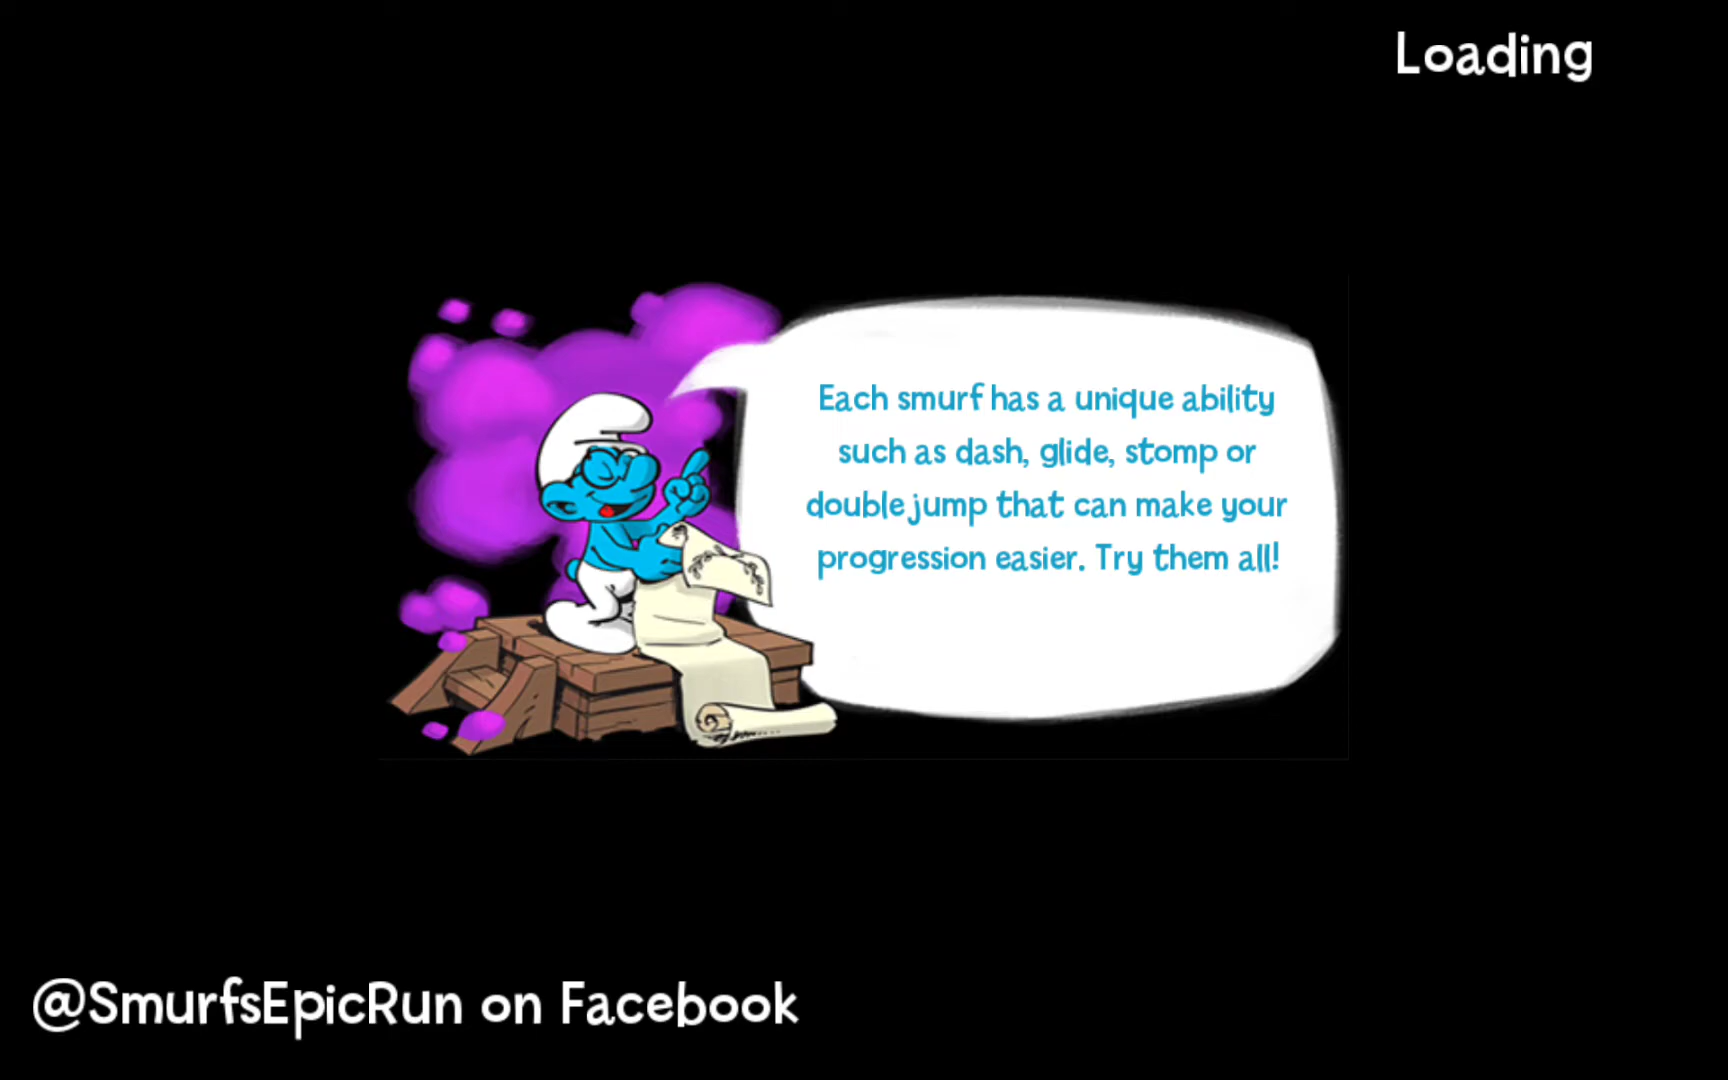 Loading
Each smurf has a unique ability
such as dash, glide, stomp or
double jump that can make your
progression easier. Try them all!
@SmurfsEpicRun on Facebook